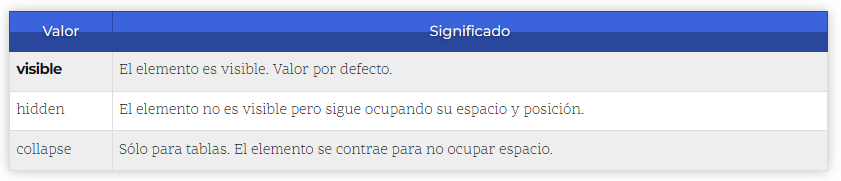 Valor Significado
visible El elemento es visible. Valor por defecto.
hidden El elemento no es visible pero sigue ocupando su espacio y posición.
collapse Sólo para tablas. El elemento se contrae para no ocupar espacio.